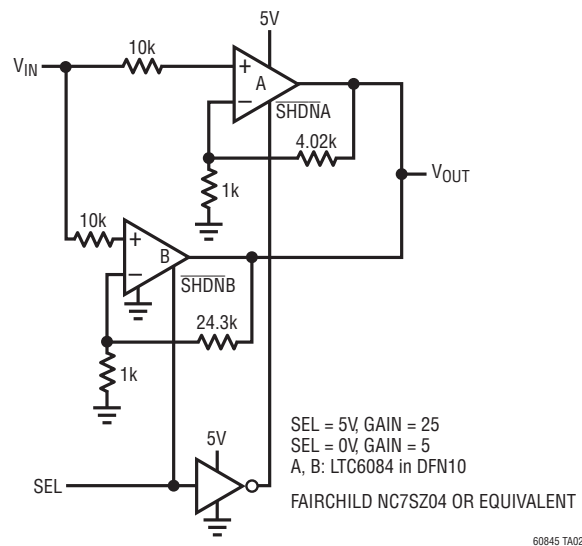 5V
10k
V_IN
+
A
SHDNA
−
4.02k
V_OUT
1k
10k
+
B
SHDNB
−
24.3k
1k
5V
SEL = 5V, GAIN = 25
SEL = 0V, GAIN = 5
A, B: LTC6084 in DFN10
SEL
FAIRCHILD NC7SZ04 OR EQUIVALENT
60845 TA02